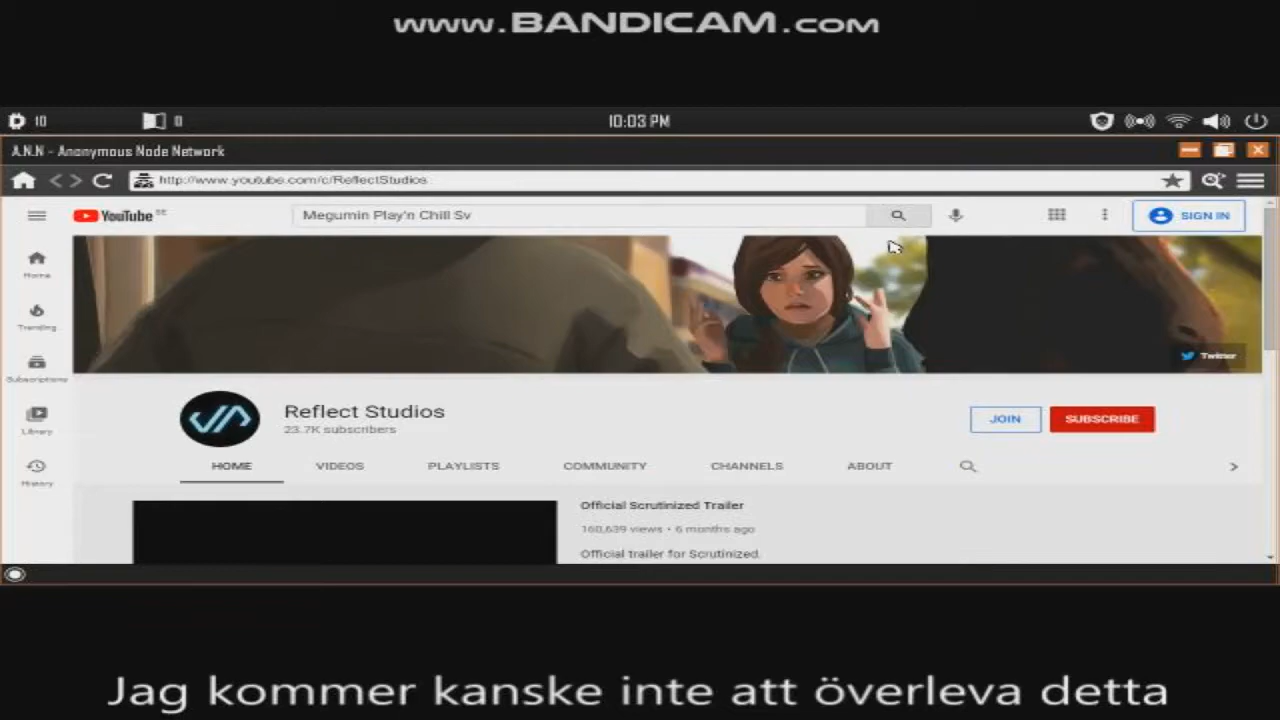 www.BANDICAM.com
10
0
10:03 PM
A.N.N - Anonymous Node Network
http://www.youtube.com/c/ReflectStudios
YouTube SE
Megumin Play'n Chill Sv
SIGN IN
Home
Trending
Subscriptions
Library
History
Twitter
Reflect Studios
23.7K subscribers
JOIN
SUBSCRIBE
HOME
VIDEOS
PLAYLISTS
COMMUNITY
CHANNELS
ABOUT
Official Scrutinized Trailer
160,639 views • 6 months ago
Official trailer for Scrutinized.
Jag kommer kanske inte att överleva detta